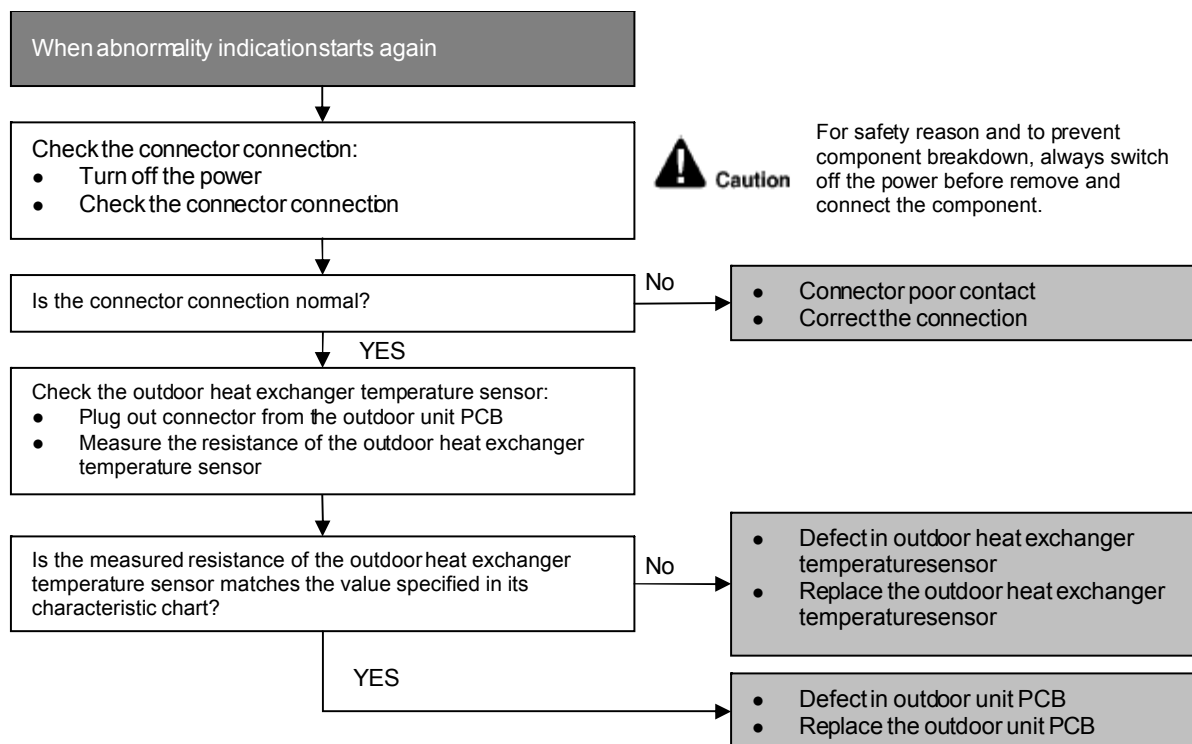 When abnormality indication starts again
Check the connector connection:
● Turn off the power
● Check the connector connection
Caution
For safety reason and to prevent
component breakdown, always switch
off the power before remove and
connect the component.
Is the connector connection normal?
No
● Connector poor contact
● Correct the connection
YES
Check the outdoor heat exchanger temperature sensor:
● Plug out connector from the outdoor unit PCB
● Measure the resistance of the outdoor heat exchanger
temperature sensor
Is the measured resistance of the outdoor heat exchanger
temperature sensor matches the value specified in its
characteristic chart?
No
● Defect in outdoor heat exchanger
temperaturesensor
● Replace the outdoor heat exchanger
temperaturesensor
YES
● Defect in outdoor unit PCB
● Replace the outdoor unit PCB